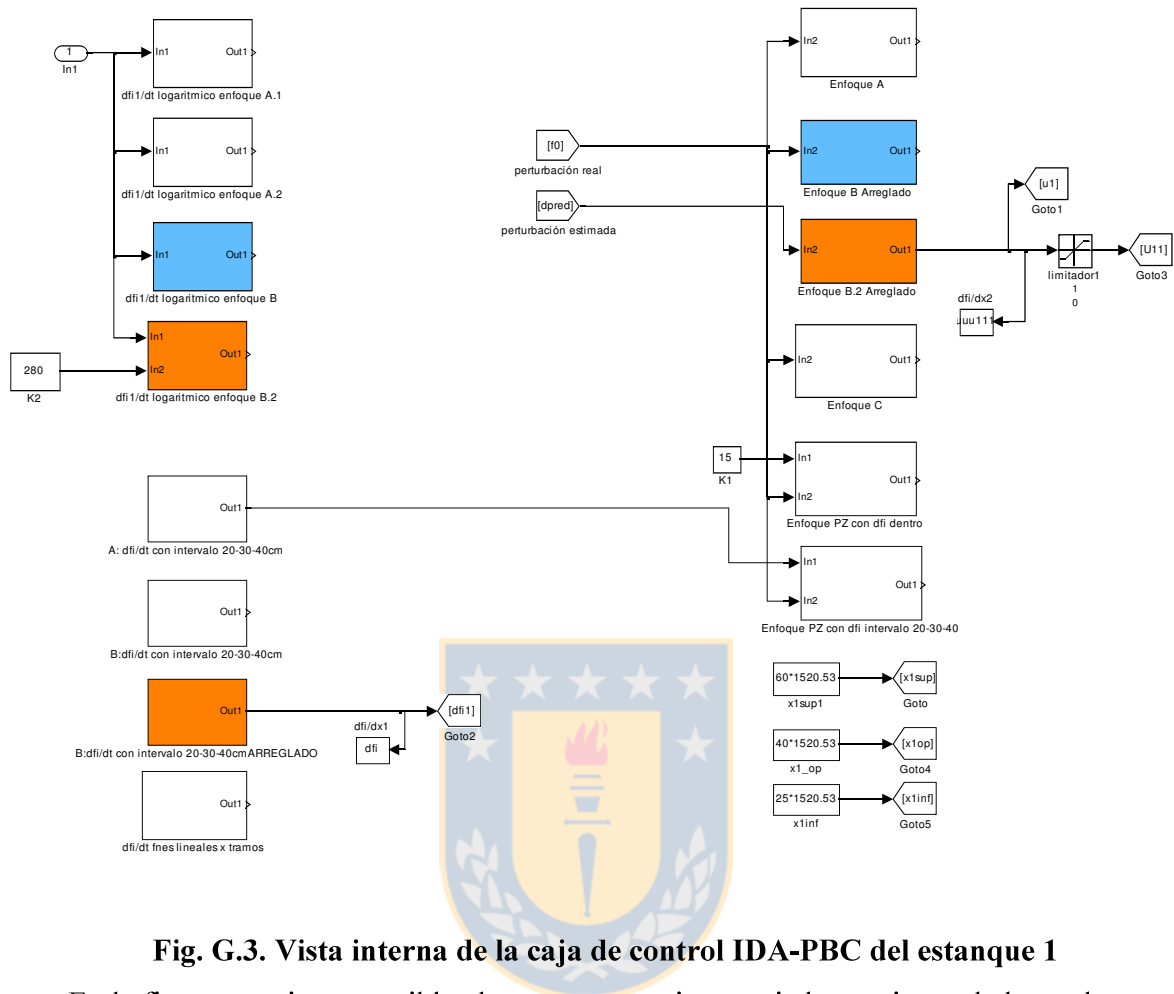 1
In1
In1
Out1
dfi1/dt logaritmico enfoque A.1
In1
Out1
dfi1/dt logaritmico enfoque A.2
In1
Out1
dfi1/dt logaritmico enfoque B
In1
In2
Out1
dfi1/dt logaritmico enfoque B.2
280
K2
Out1
A: dfi/dt con intervalo 20-30-40cm
Out1
B:dfi/dt con intervalo 20-30-40cm
Out1
B:dfi/dt con intervalo 20-30-40cmARREGLADO
Out1
dfi/dt fnes lineales x tramos
dfi/dx1
dfi
[dfi1]
Goto2
[f0]
perturbación real
[dpred]
perturbación estimada
In2
Out1
Enfoque A
In2
Out1
Enfoque B Arreglado
In2
Out1
Enfoque B.2 Arreglado
In2
Out1
Enfoque C
15
K1
In1
In2
Out1
Enfoque PZ con dfi dentro
In1
In2
Out1
Enfoque PZ con dfi intervalo 20-30-40
[u1]
Goto1
limitador1
1
0
[U11]
Goto3
dfi/dx2
uuu111
60*1520.53
x1sup1
[x1sup]
Goto
40*1520.53
x1_op
[x1op]
Goto4
25*1520.53
x1inf
[x1inf]
Goto5
Fig. G.3. Vista interna de la caja de control IDA-PBC del estanque 1